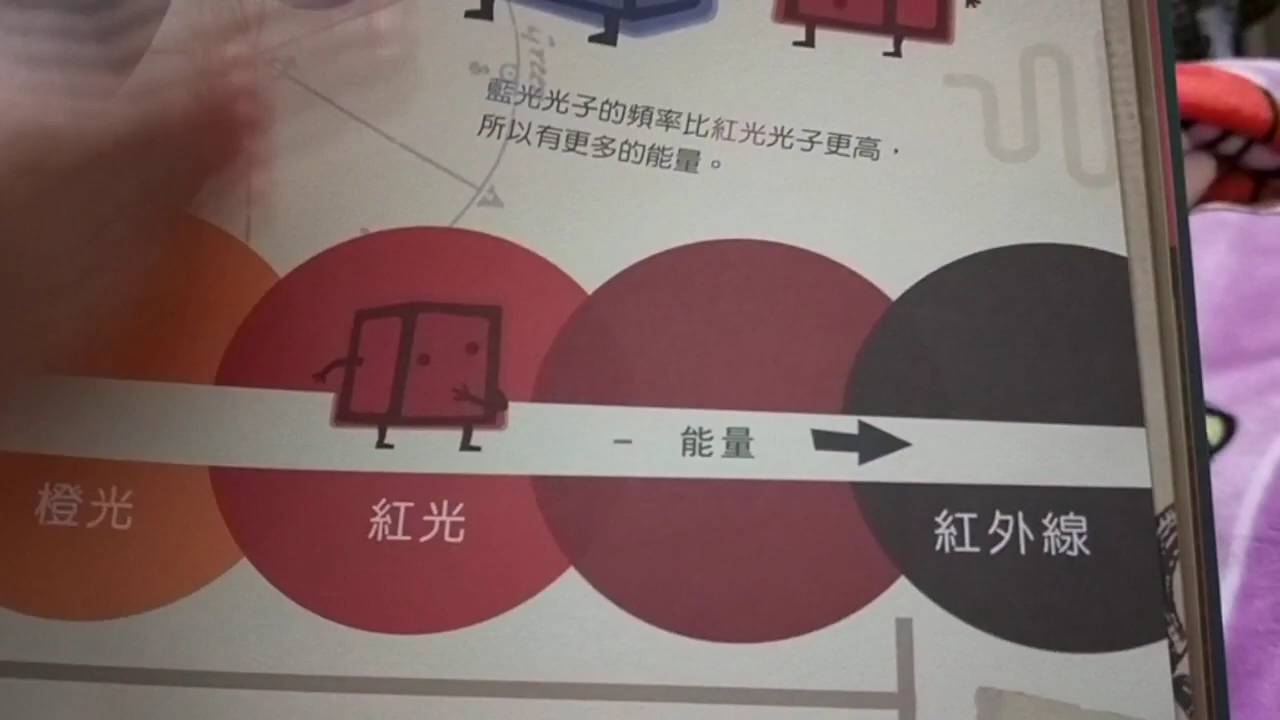 藍光光子的頻率比紅光光子更高，
所以有更多的能量。
－ 能量
橙光
紅光
紅外線